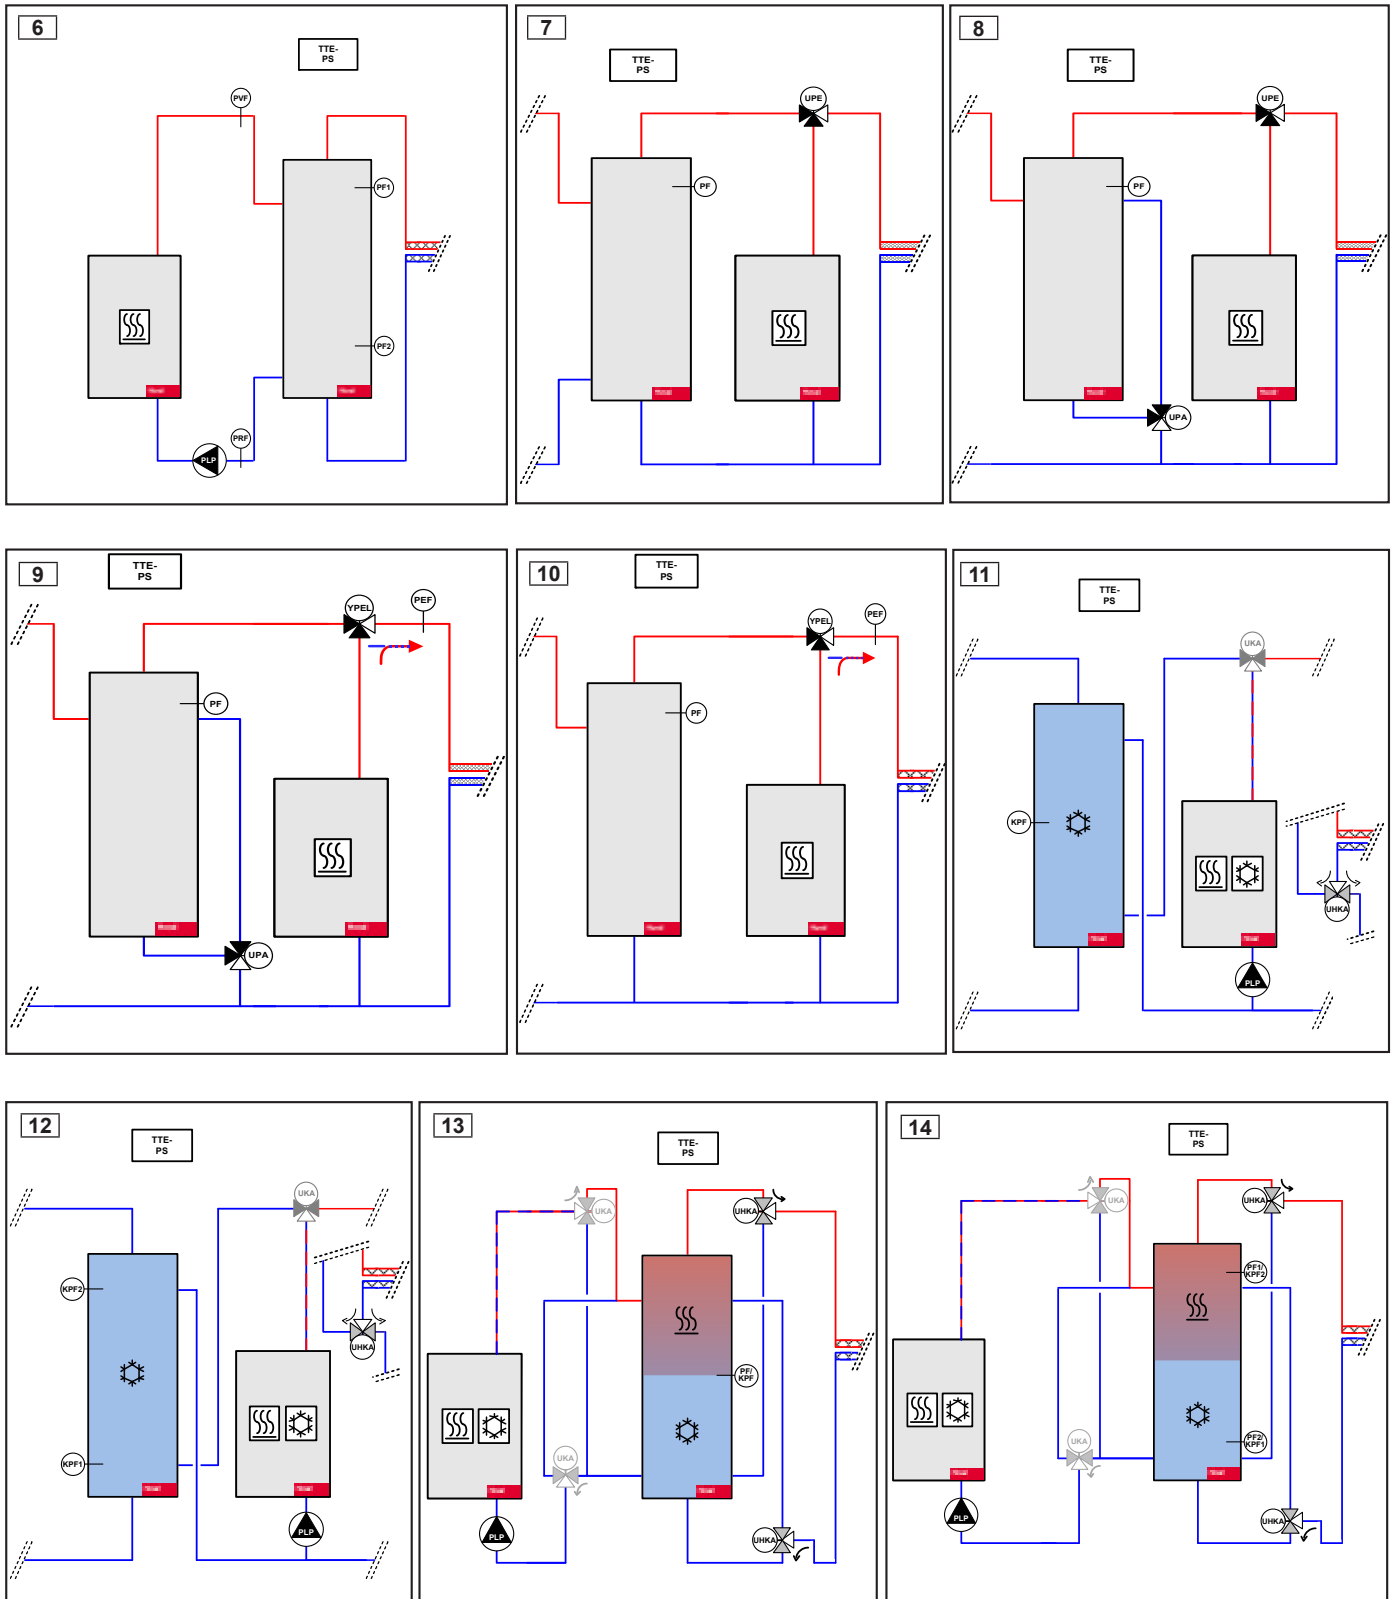 6
TTE-
PS
PVF
PF1
PF2
PRF
PLP
7
TTE-
PS
UPE
PF
8
TTE-
PS
UPE
PF
UPA
9
TTE-
PS
YPEL
PEF
PF
UPA
10
TTE-
PS
YPEL
PEF
PF
11
TTE-
PS
UKA
KPF
UHKA
PLP
12
TTE-
PS
UKA
KPF2
UHKA
KPF1
PLP
13
TTE-
PS
UKA
UHKA
PF/
KPF
UKA
PLP
UHKA
14
TTE-
PS
UKA
UHKA
PF1/
KPF2
PF2/
KPF1
UKA
PLP
UHKA